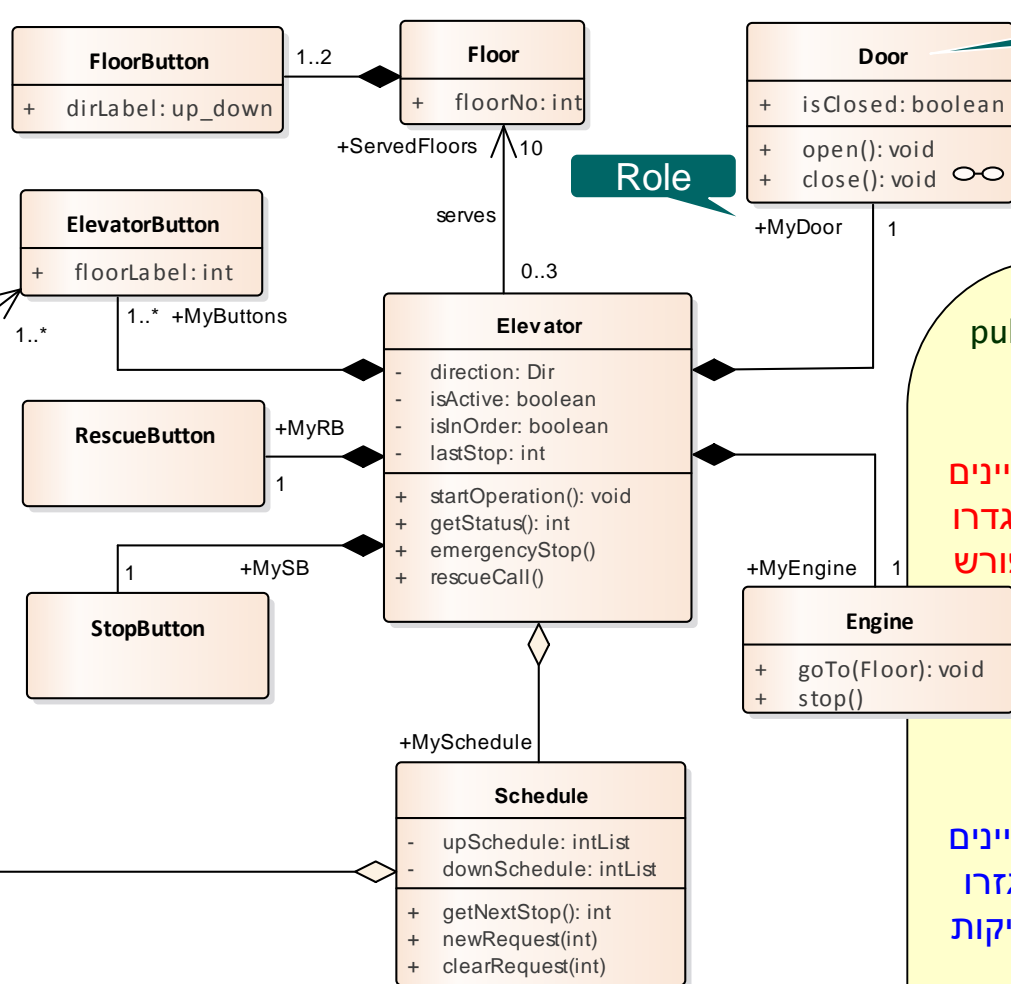 FloorButton
+ dirLabel: up_down
1..2
Floor
+ floorNo: int
Door
+ isClosed: boolean
+ open(): void
+ close(): void
+ServedFloors
10
Role
serves
+MyDoor
1
ElevatorButton
+ floorLabel: int
1..*
1..* +MyButtons
0..3
Elevator
- direction: Dir
- isActive: boolean
- isInOrder: boolean
- lastStop: int
+ startOperation(): void
+ getStatus(): int
+ emergencyStop()
+ rescueCall()
RescueButton
+MyRB
1
1
+MySB
StopButton
+MyEngine
1
Engine
+ goTo(Floor): void
+ stop()
+MySchedule
Schedule
- upSchedule: intList
- downSchedule: intList
+ getNextStop(): int
+ newRequest(int)
+ clearRequest(int)